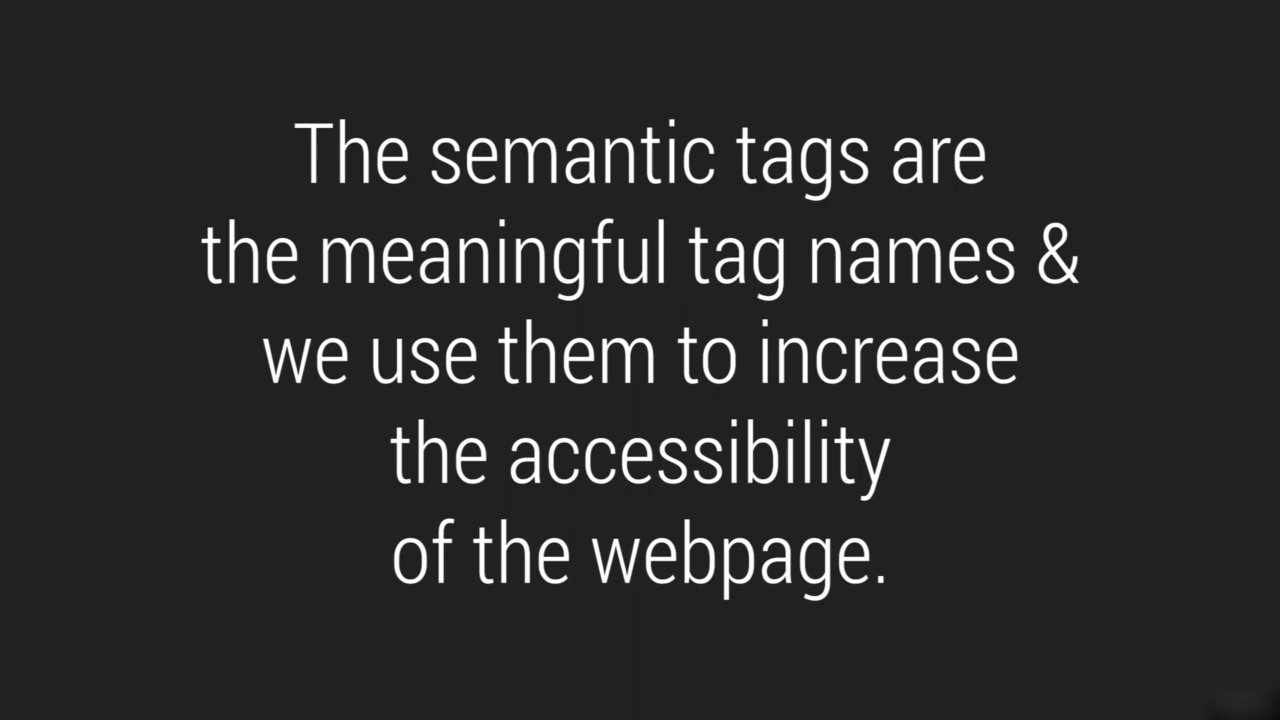 The semantic tags are
the meaningful tag names &
we use them to increase
the accessibility
of the webpage.